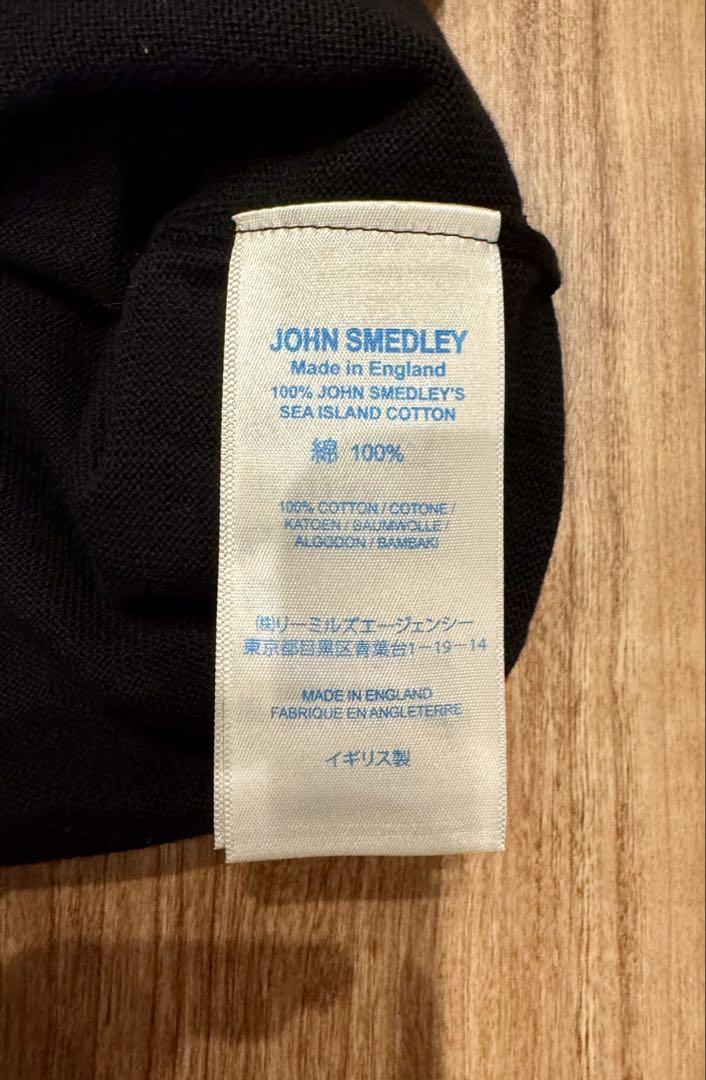 JOHN SMEDLEY
Made in England
100% JOHN SMEDLEY'S
SEA ISLAND COTTON
綿 100%
100% COTTON / COTONE /
KATOEN / BAUMWOLLE /
ALGODON / BAMBAKI
㈱リーミルズエージェンシー
東京都目黒区青葉台1-19-14
MADE IN ENGLAND
FABRIQUE EN ANGLETERRE
イギリス製